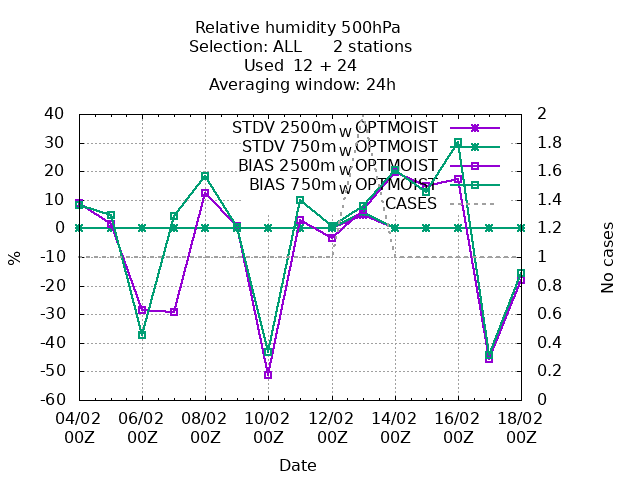 Relative humidity 500hPa
Selection: ALL 2 stations
Used 12 + 24
Averaging window: 24h
STDV 2500m_w OPTMOIST
STDV 750m_w OPTMOIST
BIAS 2500m_w OPTMOIST
BIAS 750m_w OPTMOIST
CASES
40
30
20
10
0
-10
-20
-30
-40
-50
-60
%
2
1.8
1.6
1.4
1.2
1
0.8
0.6
0.4
0.2
0
No cases
04/02 06/02 08/02 10/02 12/02 14/02 16/02 18/02
00Z 00Z 00Z 00Z 00Z 00Z 00Z 00Z
Date